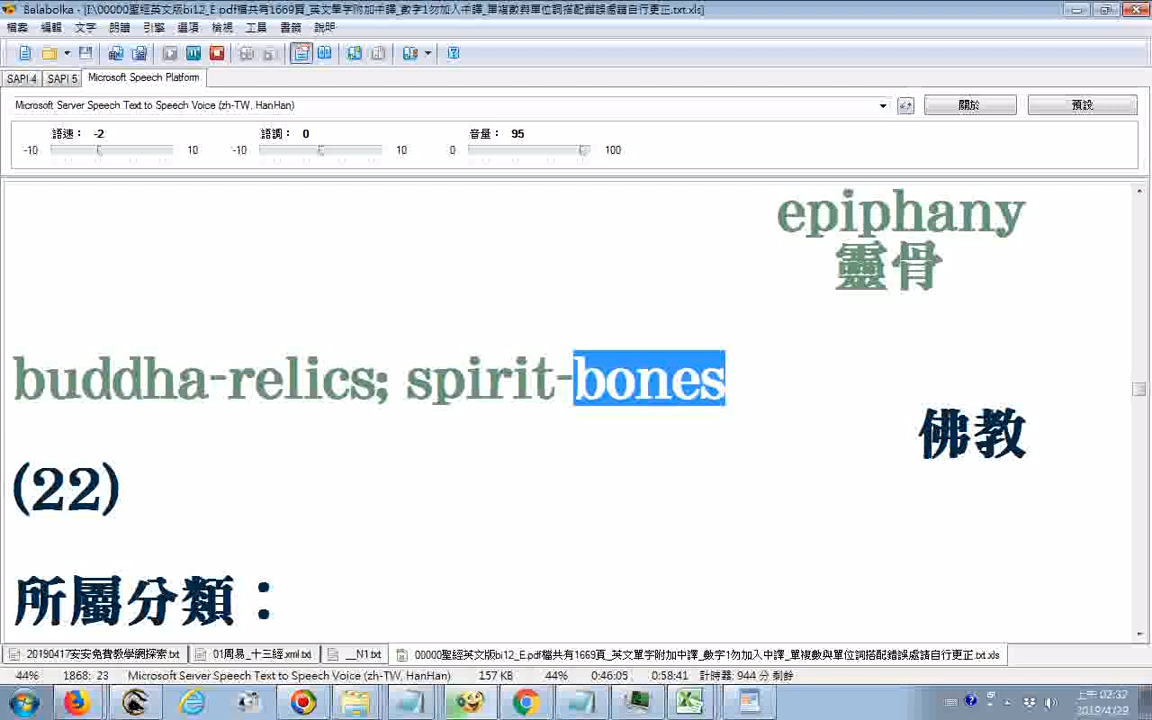 Balabolka - [F:\00000聖經英文版bi12_E.pdf檔共有1669頁_英文單字附加中譯_數字1勿加入中譯_單複數與單位詞搭配錯誤處請自行更正.txt.xls]
檔案 編輯 文字 朗讀 引擎 選項 檢視 工具 書籤 說明
SAPI 4 SAPI 5 Microsoft Speech Platform
Microsoft Server Speech Text to Speech Voice (zh-TW, HanHan) 關於 預設
語速： -2 語調： 0 音量： 95
-10 10 -10 10 0 100
epiphany
靈骨
buddha-relics; spirit-bones
佛教
(22)
所屬分類：
20190417安安免費教學網探索.txt 01周易_十三經.xml.txt __N1.txt 00000聖經英文版bi12_E.pdf檔共有1669頁_英文單字附加中譯_數字1勿加入中譯_單複數與單位詞搭配錯誤處請自行更正.txt.xls
44% 1868: 23 Microsoft Server Speech Text to Speech Voice (zh-TW, HanHan) 157 KB 44% 0:46:05 0:58:41 計時器: 944 分 剩餘
上午 02:32
2019/4/29